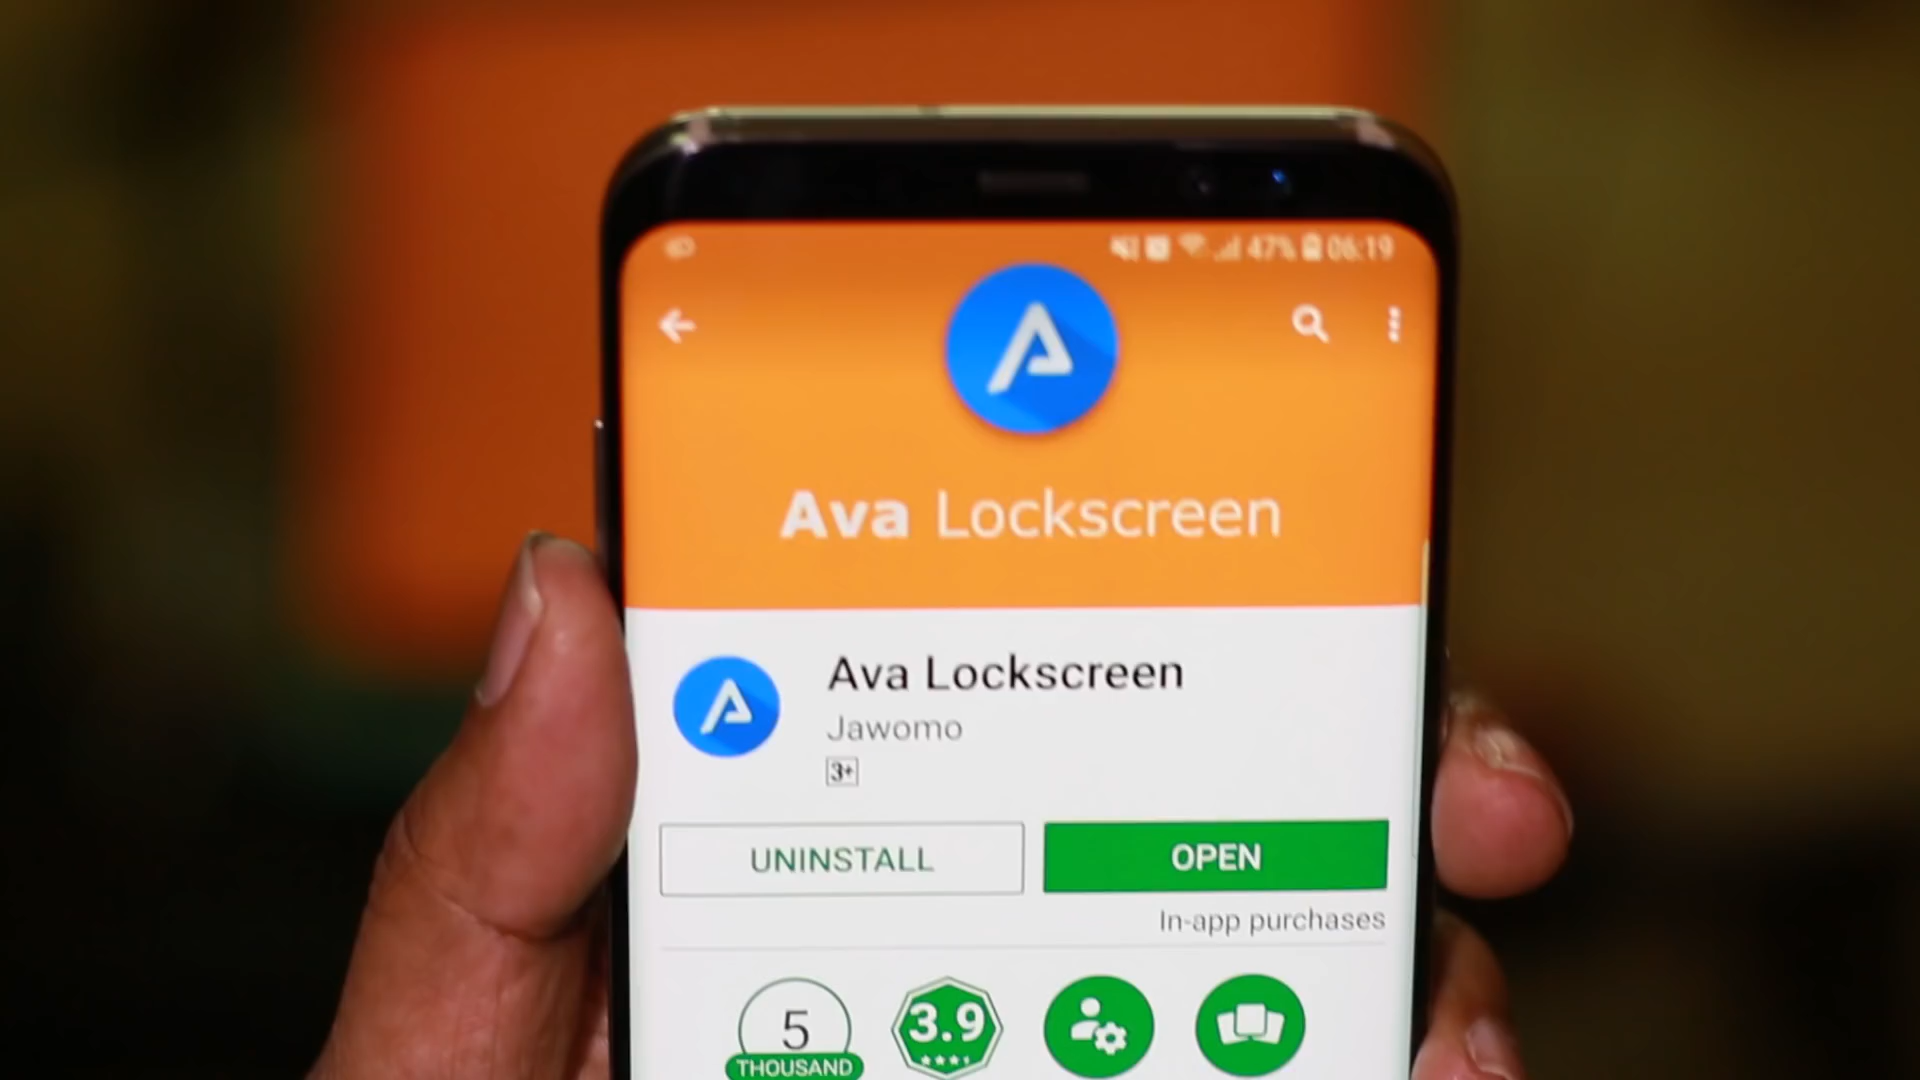 47% 06:19
Ava Lockscreen
Ava Lockscreen
Jawomo
3+
UNINSTALL
OPEN
In-app purchases
5
THOUSAND
3.9